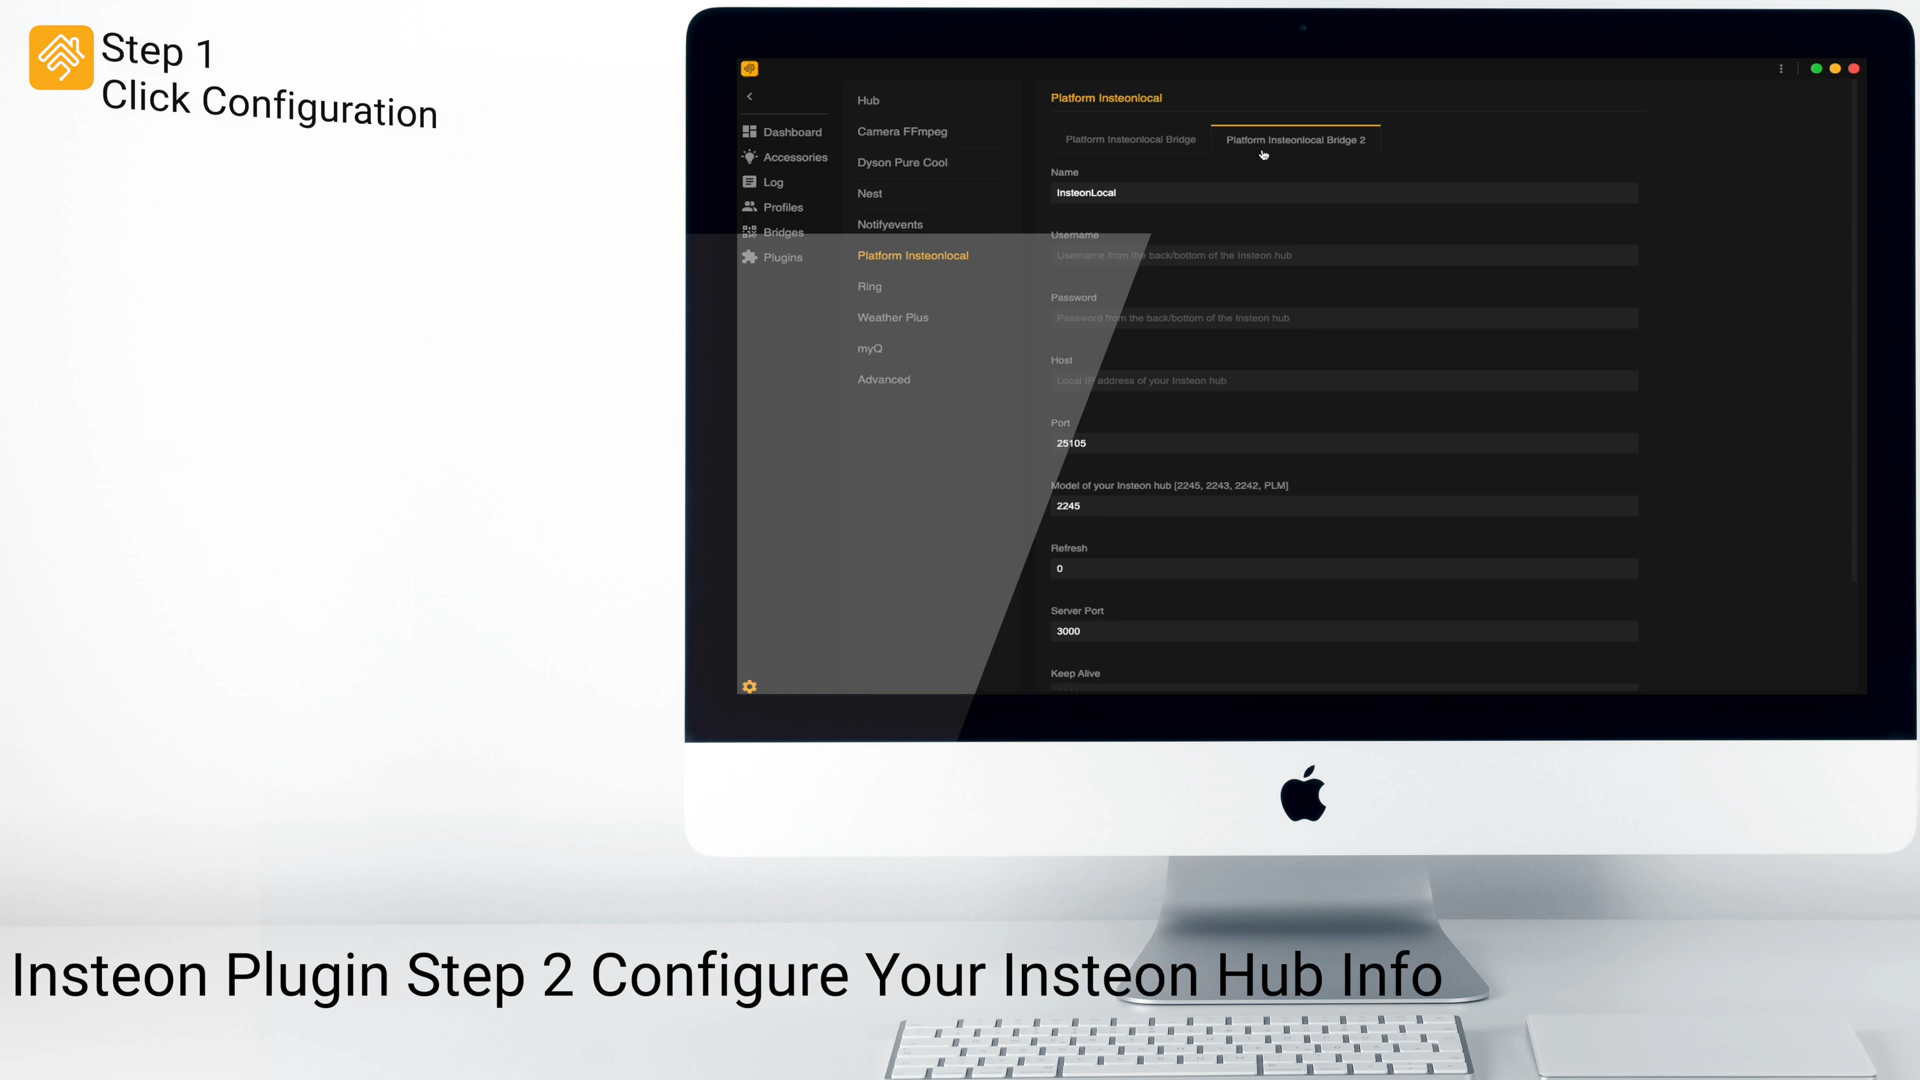 Step 1
Click Configuration
Dashboard
Accessories
Log
Profiles
Bridges
Plugins
Hub
Camera FFmpeg
Dyson Pure Cool
Nest
Notifyevents
Platform Insteonlocal
Ring
Weather Plus
myQ
Advanced
Platform Insteonlocal
Platform Insteonlocal Bridge
Platform Insteonlocal Bridge 2
Name
InsteonLocal
Username
Username from the back/bottom of the Insteon hub
Password
Password from the back/bottom of the Insteon hub
Host
Local IP address of your Insteon hub
Port
25105
Model of your Insteon hub [2245, 2243, 2242, PLM]
2245
Refresh
0
Server Port
3000
Keep Alive
Insteon Plugin Step 2 Configure Your Insteon Hub Info